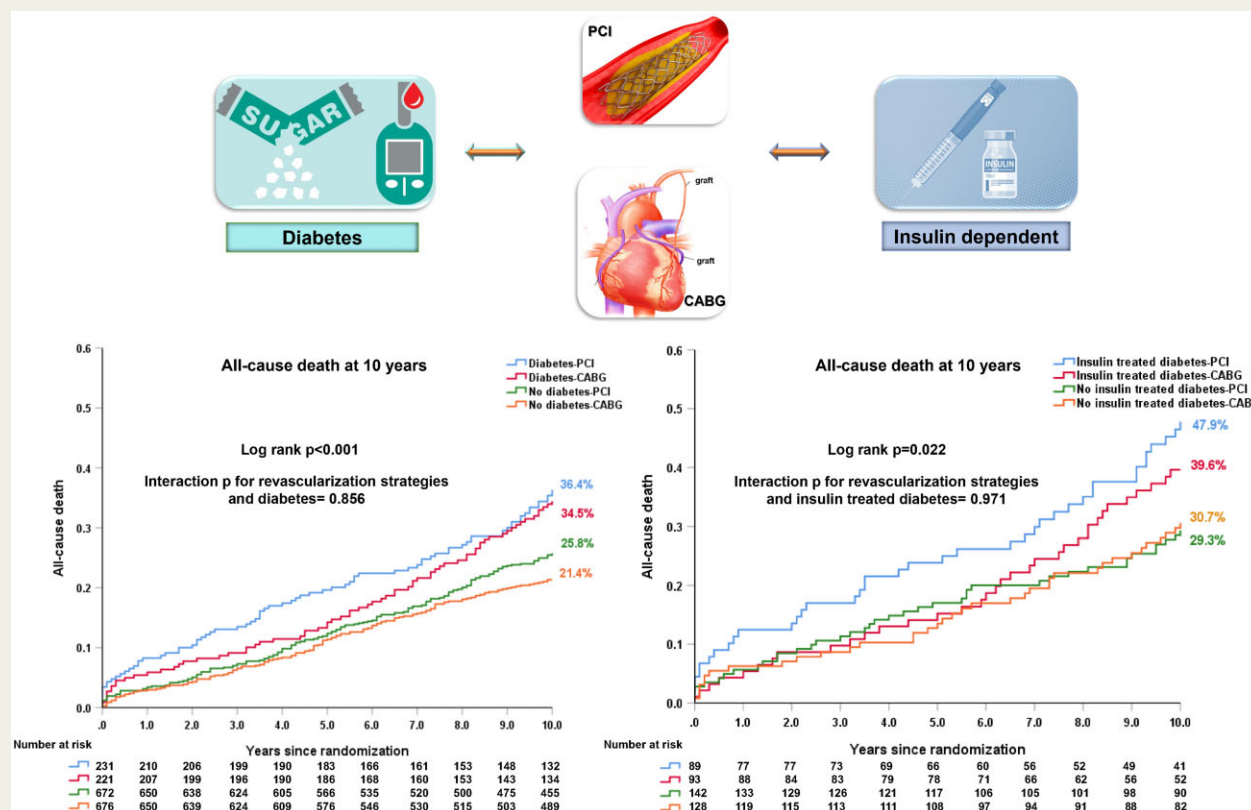 PCI
SUGAR
INSULIN
graft
graft
CABG
Diabetes
Insulin dependent
All-cause death at 10 years
Diabetes-PCI
Diabetes-CABG
No diabetes-PCI
No diabetes-CABG
Log rank p<0.001
Interaction p for revascularization strategies
and diabetes= 0.856
36.4%
34.5%
25.8%
21.4%
All-cause death
0.6
0.5
0.4
0.3
0.2
0.1
0.0
.0 1.0 2.0 3.0 4.0 5.0 6.0 7.0 8.0 9.0 10.0
Years since randomization
Number at risk
231 210 206 199 190 183 166 161 153 148 132
221 207 199 196 190 186 168 160 153 143 134
672 650 638 624 605 566 535 520 500 475 455
676 650 639 624 609 576 546 530 515 503 489
All-cause death at 10 years
Insulin treated diabetes-PCI
Insulin treated diabetes-CABG
No insulin treated diabetes-PCI
No insulin treated diabetes-CAB
Log rank p=0.022
Interaction p for revascularization strategies
and insulin treated diabetes= 0.971
47.9%
39.6%
30.7%
29.3%
All-cause death
0.6
0.5
0.4
0.3
0.2
0.1
0.0
.0 1.0 2.0 3.0 4.0 5.0 6.0 7.0 8.0 9.0 10.0
Years since randomization
Number at risk
89 77 77 73 69 66 60 56 52 49 41
93 88 84 83 79 78 71 66 62 56 52
142 133 129 126 121 117 106 105 101 98 90
128 119 115 113 111 108 97 94 91 88 82